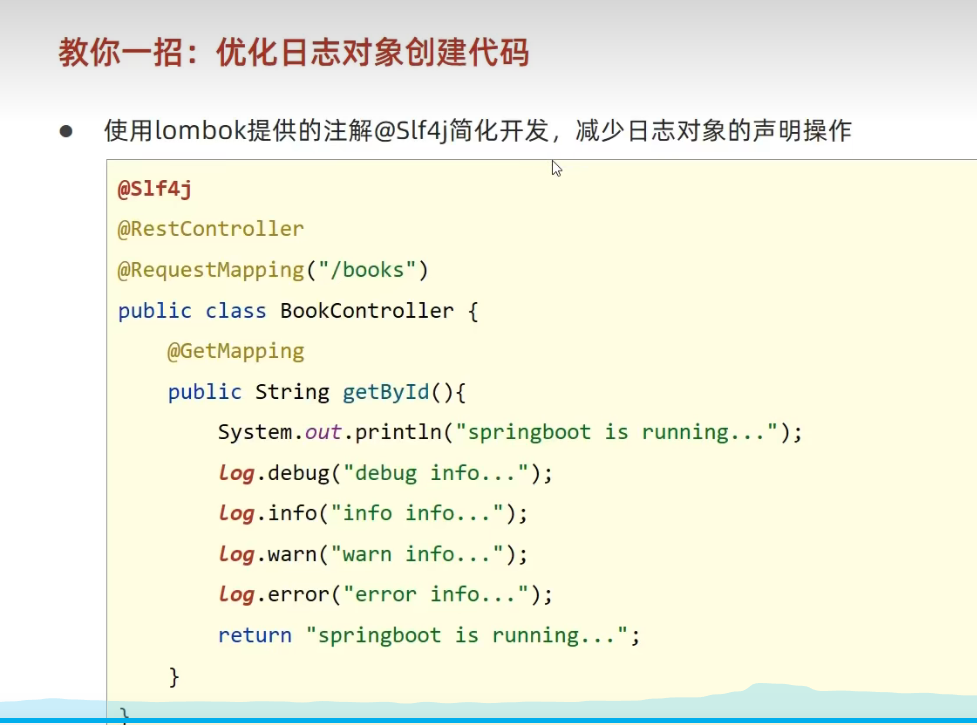 教你一招：优化日志对象创建代码
● 使用lombok提供的注解@Slf4j简化开发，减少日志对象的声明操作
@Slf4j
@RestController
@RequestMapping("/books")
public class BookController {
    @GetMapping
    public String getById(){
        System.out.println("springboot is running...");
        log.debug("debug info...");
        log.info("info info...");
        log.warn("warn info...");
        log.error("error info...");
        return "springboot is running...";
    }
}